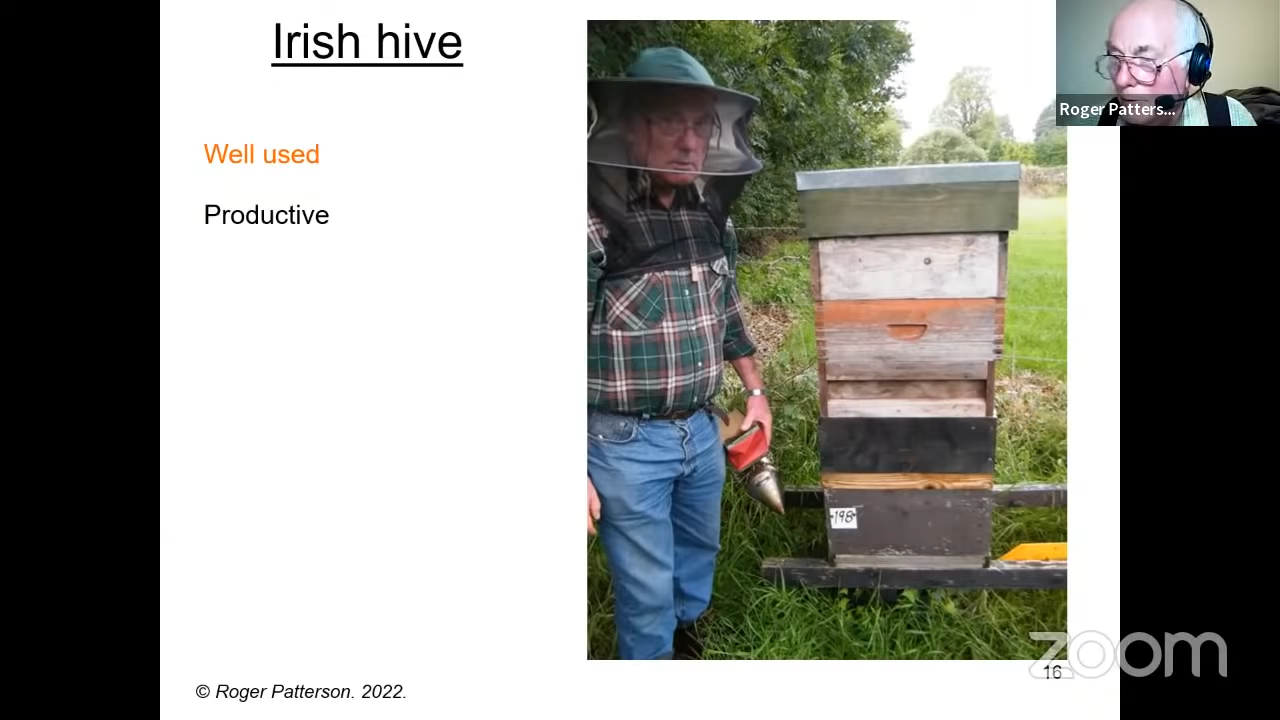 Irish hive
Roger Patters...
Well used
Productive
198
zoom
16
© Roger Patterson. 2022.